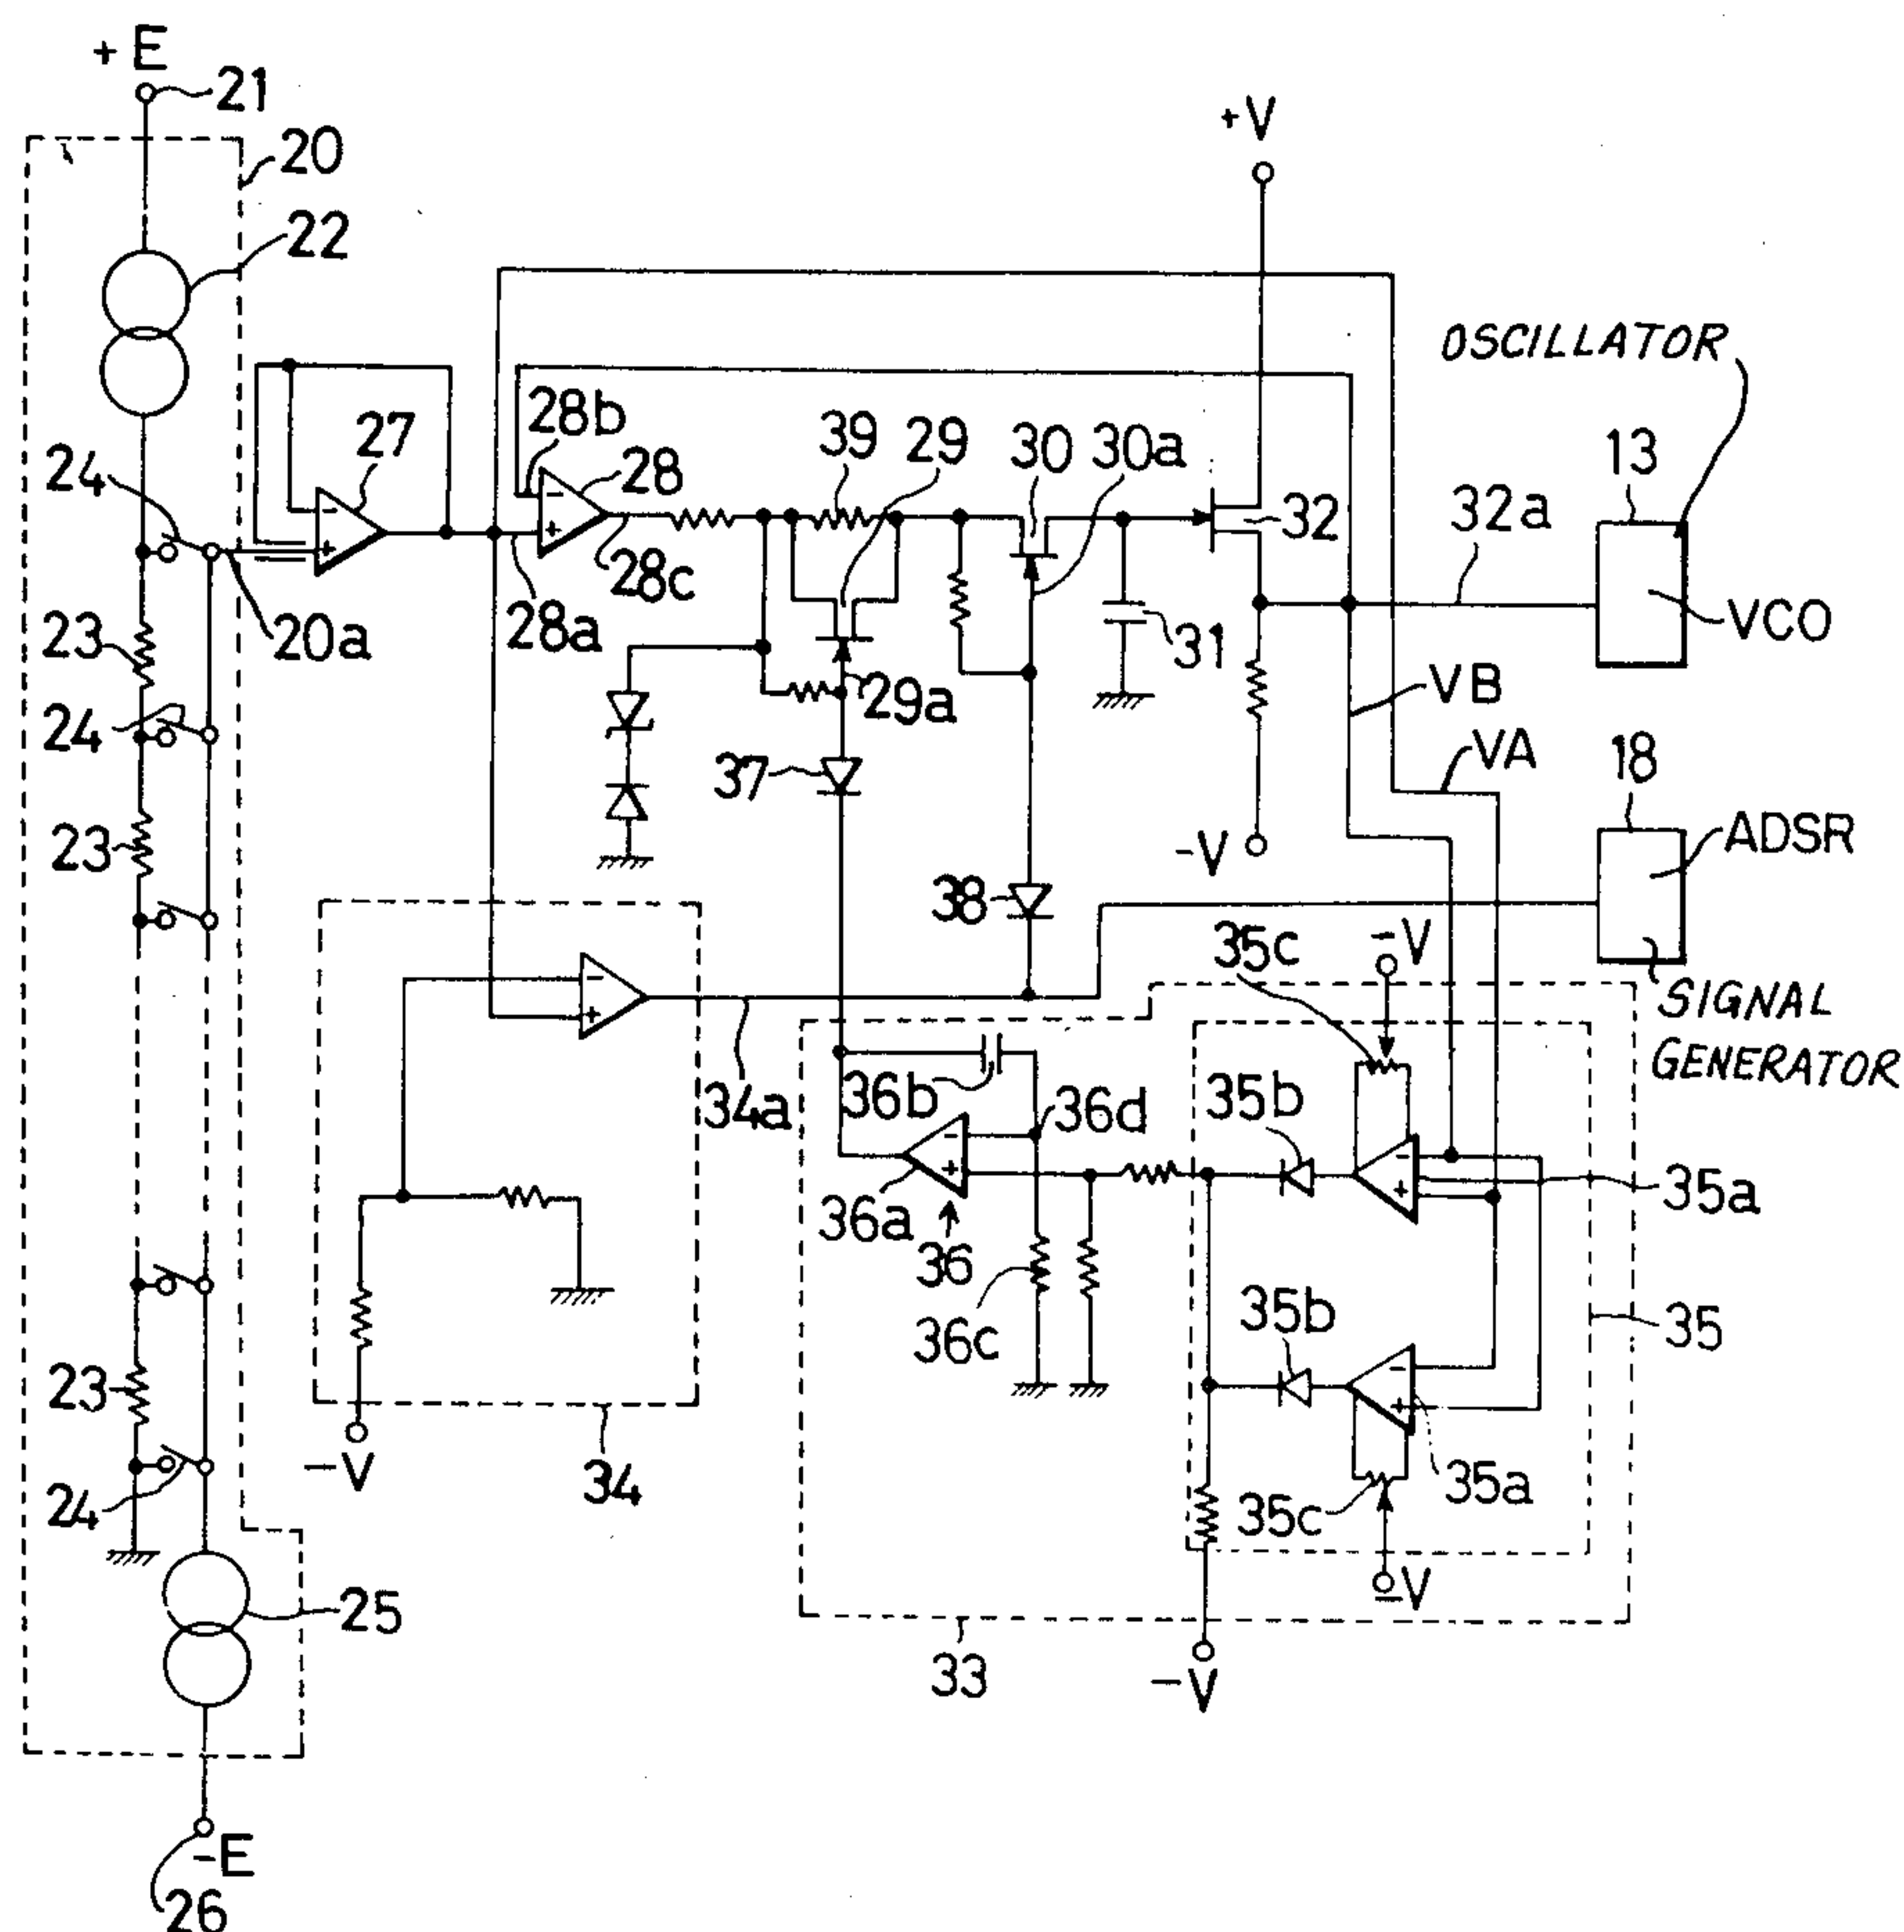 +E
21
20
22
+V
OSCILLATOR
24
27
28b
28
39
29
30
30a
13
32
32a
VCO
-
+
-
+
20a
28a
28c
31
29a
23
24
VB
VA
18
37
23
38
-V
ADSR
35c
-V
SIGNAL
GENERATOR
-
+
34a
36b
36d
35b
-
+
-
+
35a
36a
36
36c
35b
35
23
24
-V
34
-
+
35a
35c
-V
25
33
-V
-E
26